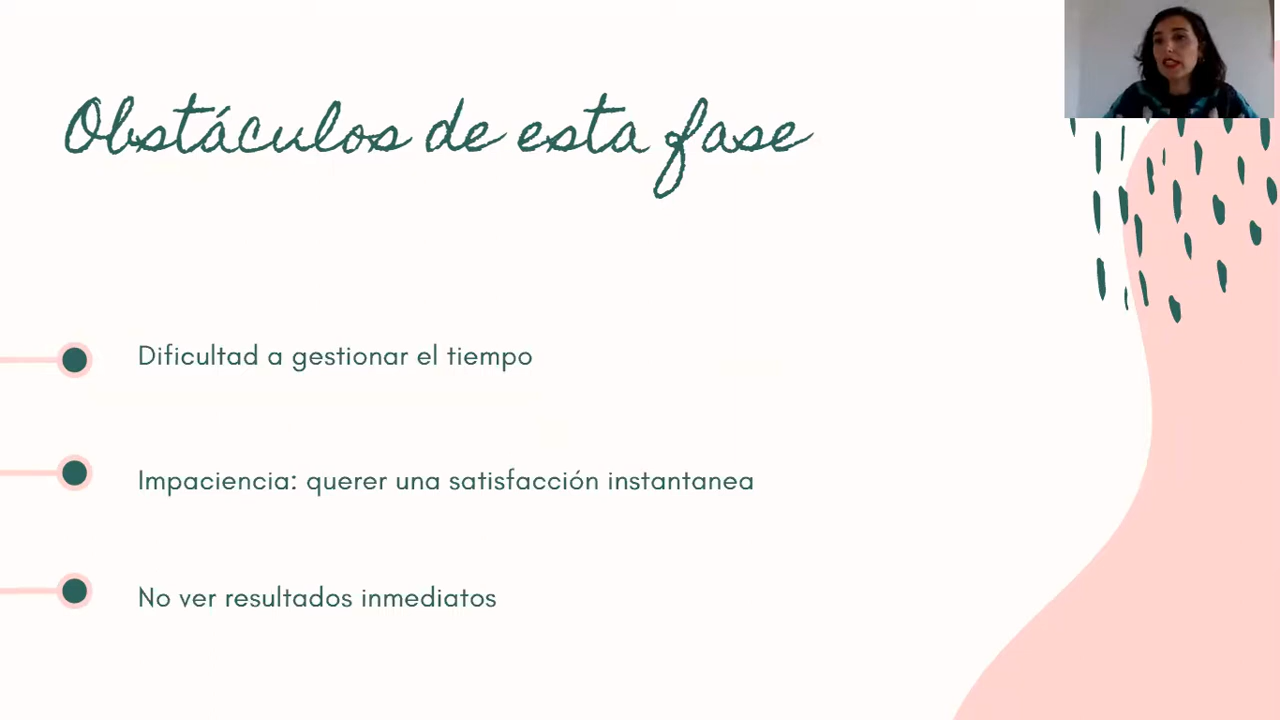 Obstáculos de esta fase
Dificultad a gestionar el tiempo
Impaciencia: querer una satisfacción instantanea
No ver resultados inmediatos